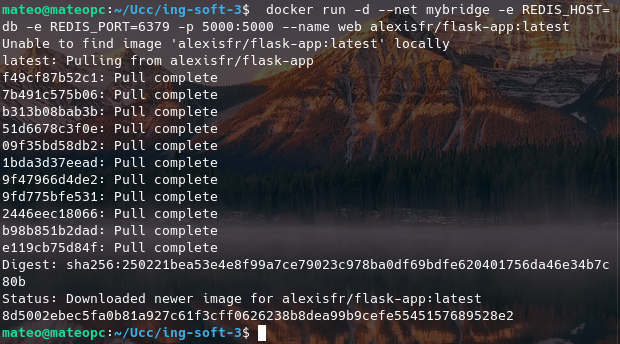 mateo@mateopc:~/Ucc/ing-soft-3$  docker run -d --net mybridge -e REDIS_HOST=
db -e REDIS_PORT=6379 -p 5000:5000 --name web alexisfr/flask-app:latest
Unable to find image 'alexisfr/flask-app:latest' locally
latest: Pulling from alexisfr/flask-app
f49cf87b52c1: Pull complete
7b491c575b06: Pull complete
b313b08bab3b: Pull complete
51d6678c3f0e: Pull complete
09f35bd58db2: Pull complete
1bda3d37eead: Pull complete
9f47966d4de2: Pull complete
9fd775bfe531: Pull complete
2446eec18066: Pull complete
b98b851b2dad: Pull complete
e119cb75d84f: Pull complete
Digest: sha256:250221bea53e4e8f99a7ce79023c978ba0df69bdfe620401756da46e34b7c
80b
Status: Downloaded newer image for alexisfr/flask-app:latest
8d5002ebec5fa0b81a927c61f3cff0626238b8dea99b9cefe5545157689528e2
mateo@mateopc:~/Ucc/ing-soft-3$